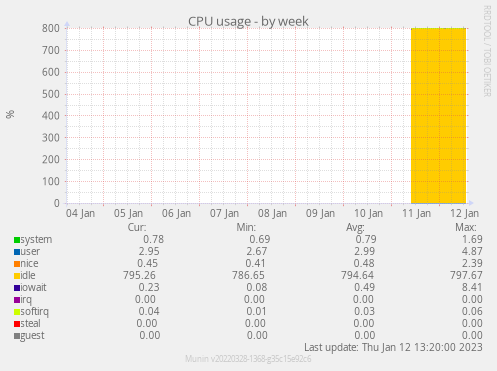 CPU usage - by week
RRDTOOL / TOBI OETIKER
%
800
700
600
500
400
300
200
100
0
04 Jan 05 Jan 06 Jan 07 Jan 08 Jan 09 Jan 10 Jan 11 Jan 12 Jan
Cur: Min: Avg: Max:
system 0.78 0.69 0.79 1.69
user 2.95 2.67 2.99 4.87
nice 0.45 0.41 0.48 2.39
idle 795.26 786.65 794.64 797.67
iowait 0.23 0.08 0.49 8.41
irq 0.00 0.00 0.00 0.00
softirq 0.04 0.01 0.03 0.06
steal 0.00 0.00 0.00 0.00
guest 0.00 0.00 0.00 0.00
Last update: Thu Jan 12 13:20:00 2023
Munin v20220328-1368-g35c15e92c6